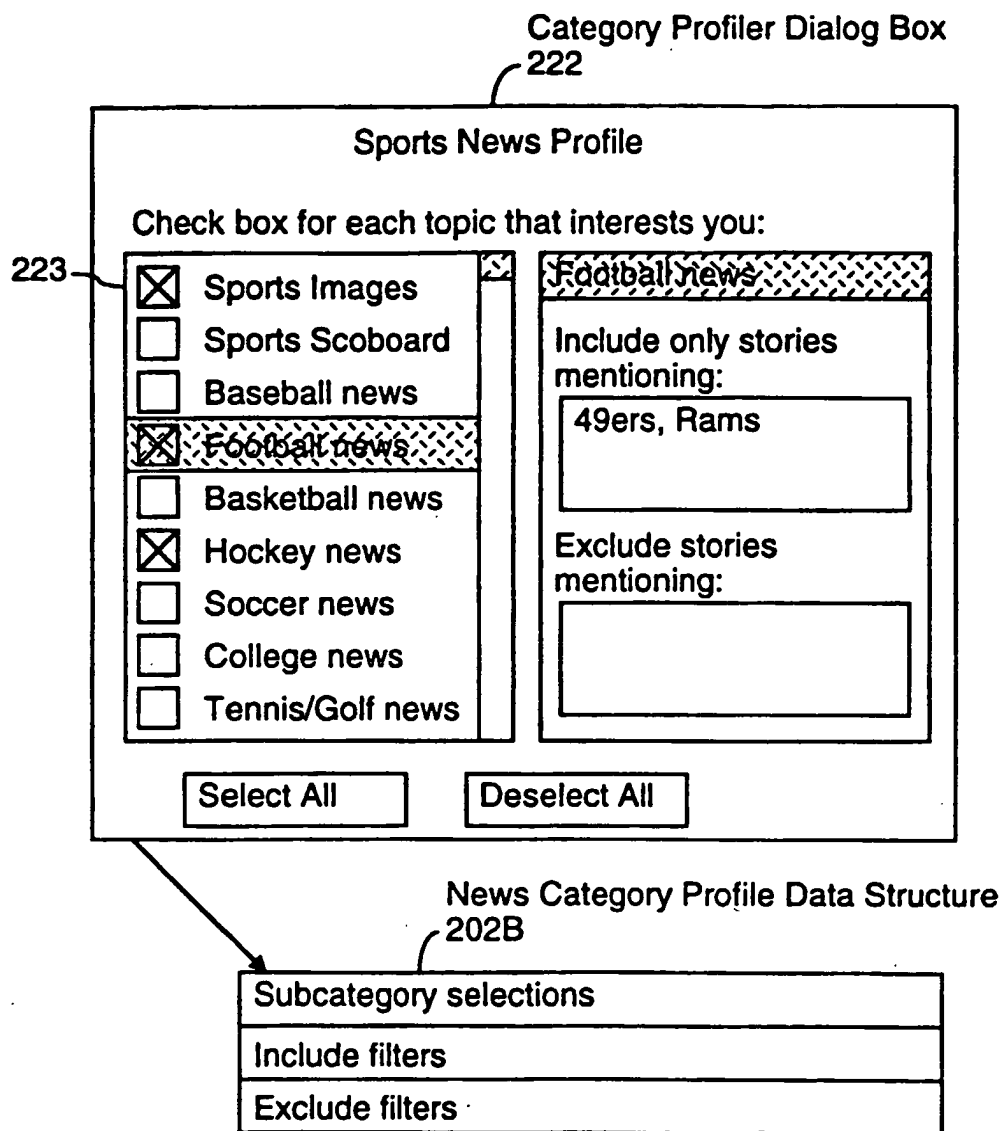 Category Profiler Dialog Box
222
Sports News Profile
Check box for each topic that interests you:
223
Sports Images
Sports Scoboard
Baseball news
Football news
Basketball news
Hockey news
Soccer news
College news
Tennis/Golf news
Football news
Include only stories
mentioning:
49ers, Rams
Exclude stories
mentioning:
Select All
Deselect All
News Category Profile Data Structure
202B
Subcategory selections
Include filters
Exclude filters